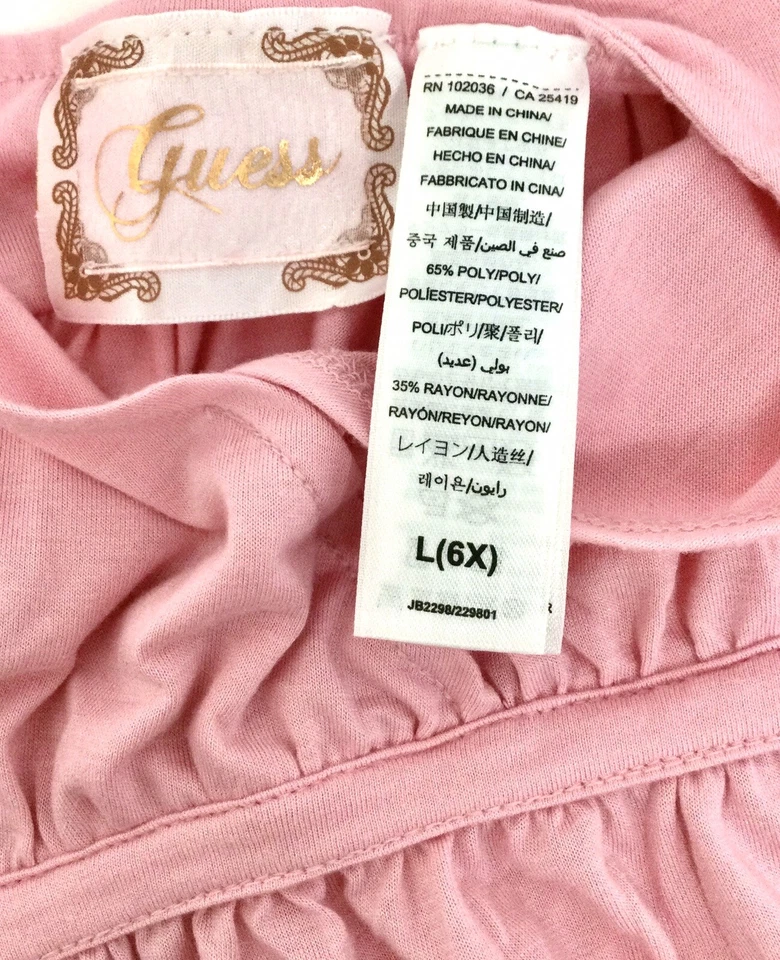 Guess
RN 102036 / CA 25419
MADE IN CHINA/
FABRIQUE EN CHINE/
HECHO EN CHINA/
FABBRICATO IN CINA/
中国製/中国制造/
중국 제품/صنع في الصين
65% POLY/POLY/
POLÍESTER/POLYESTER/
POLI/ポリ/聚/폴리/
بولي (عديد)
35% RAYON/RAYONNE/
RAYÓN/REYON/RAYON/
レイヨン/人造丝/
레이욘/رايون
L(6X)
JB2298/229801